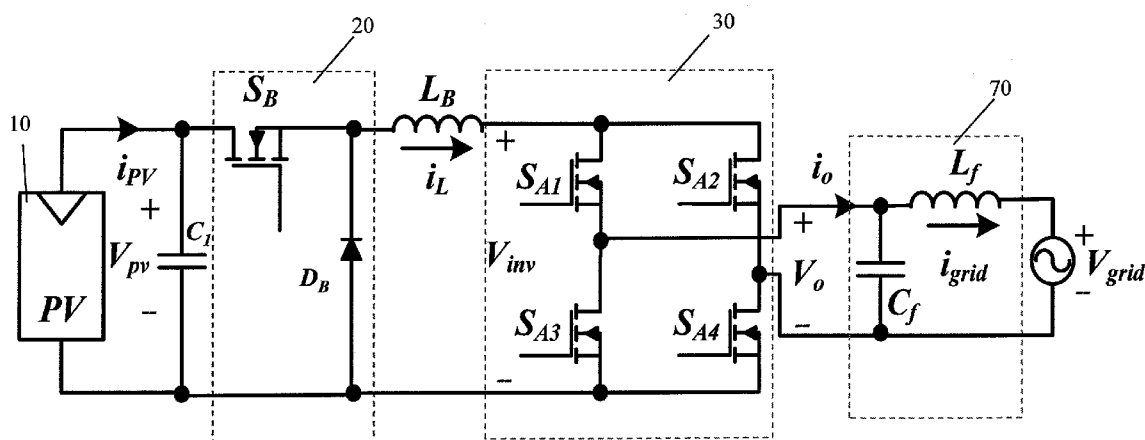 20
30
70
10
S_B
L_B
i_PV
i_L
S_A1
S_A2
i_o
L_f
+
+
+
+
V_pv
C_1
D_B
V_inv
V_o
i_grid
V_grid
−
−
PV
S_A3
S_A4
−
C_f
−